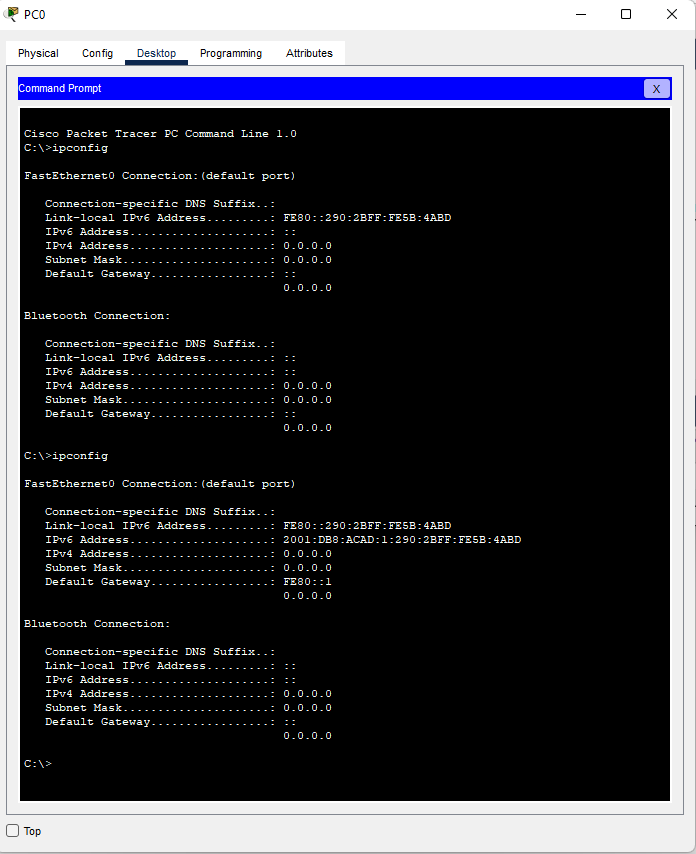 PC0
Physical Config Desktop Programming Attributes
Command Prompt
X
Cisco Packet Tracer PC Command Line 1.0
C:\>ipconfig
FastEthernet0 Connection:(default port)
Connection-specific DNS Suffix..:
Link-local IPv6 Address.........: FE80::290:2BFF:FE5B:4ABD
IPv6 Address....................: ::
IPv4 Address....................: 0.0.0.0
Subnet Mask.....................: 0.0.0.0
Default Gateway.................: ::
0.0.0.0
Bluetooth Connection:
Connection-specific DNS Suffix..:
Link-local IPv6 Address.........: ::
IPv6 Address....................: ::
IPv4 Address....................: 0.0.0.0
Subnet Mask.....................: 0.0.0.0
Default Gateway.................: ::
0.0.0.0
C:\>ipconfig
FastEthernet0 Connection:(default port)
Connection-specific DNS Suffix..:
Link-local IPv6 Address.........: FE80::290:2BFF:FE5B:4ABD
IPv6 Address....................: 2001:DB8:ACAD:1:290:2BFF:FE5B:4ABD
IPv4 Address....................: 0.0.0.0
Subnet Mask.....................: 0.0.0.0
Default Gateway.................: FE80::1
0.0.0.0
Bluetooth Connection:
Connection-specific DNS Suffix..:
Link-local IPv6 Address.........: ::
IPv6 Address....................: ::
IPv4 Address....................: 0.0.0.0
Subnet Mask.....................: 0.0.0.0
Default Gateway.................: ::
0.0.0.0
C:\>
Top